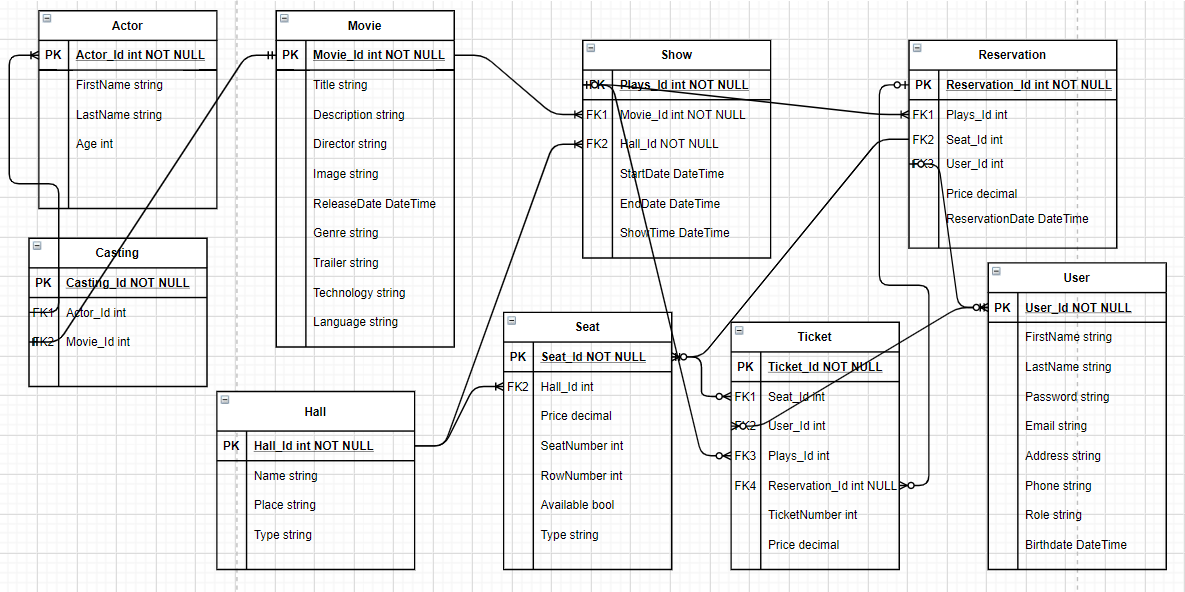 Actor
PK Actor_Id int NOT NULL
FirstName string
LastName string
Age int
Movie
PK Movie_Id int NOT NULL
Title string
Description string
Director string
Image string
ReleaseDate DateTime
Genre string
Trailer string
Technology string
Language string
Show
PK Plays_Id int NOT NULL
FK1 Movie_Id int NOT NULL
FK2 Hall_Id NOT NULL
StartDate DateTime
EndDate DateTime
ShowTime DateTime
Reservation
PK Reservation_Id int NOT NULL
FK1 Plays_Id int
FK2 Seat_Id int
FK3 User_Id int
Price decimal
ReservationDate DateTime
Casting
PK Casting_Id NOT NULL
FK1 Actor_Id int
FK2 Movie_Id int
Hall
PK Hall_Id int NOT NULL
Name string
Place string
Type string
Seat
PK Seat_Id NOT NULL
FK2 Hall_Id int
Price decimal
SeatNumber int
RowNumber int
Available bool
Type string
Ticket
PK Ticket_Id NOT NULL
FK1 Seat_Id int
FK2 User_Id int
FK3 Plays_Id int
FK4 Reservation_Id int NULL
TicketNumber int
Price decimal
User
PK User_Id NOT NULL
FirstName string
LastName string
Password string
Email string
Address string
Phone string
Role string
Birthdate DateTime